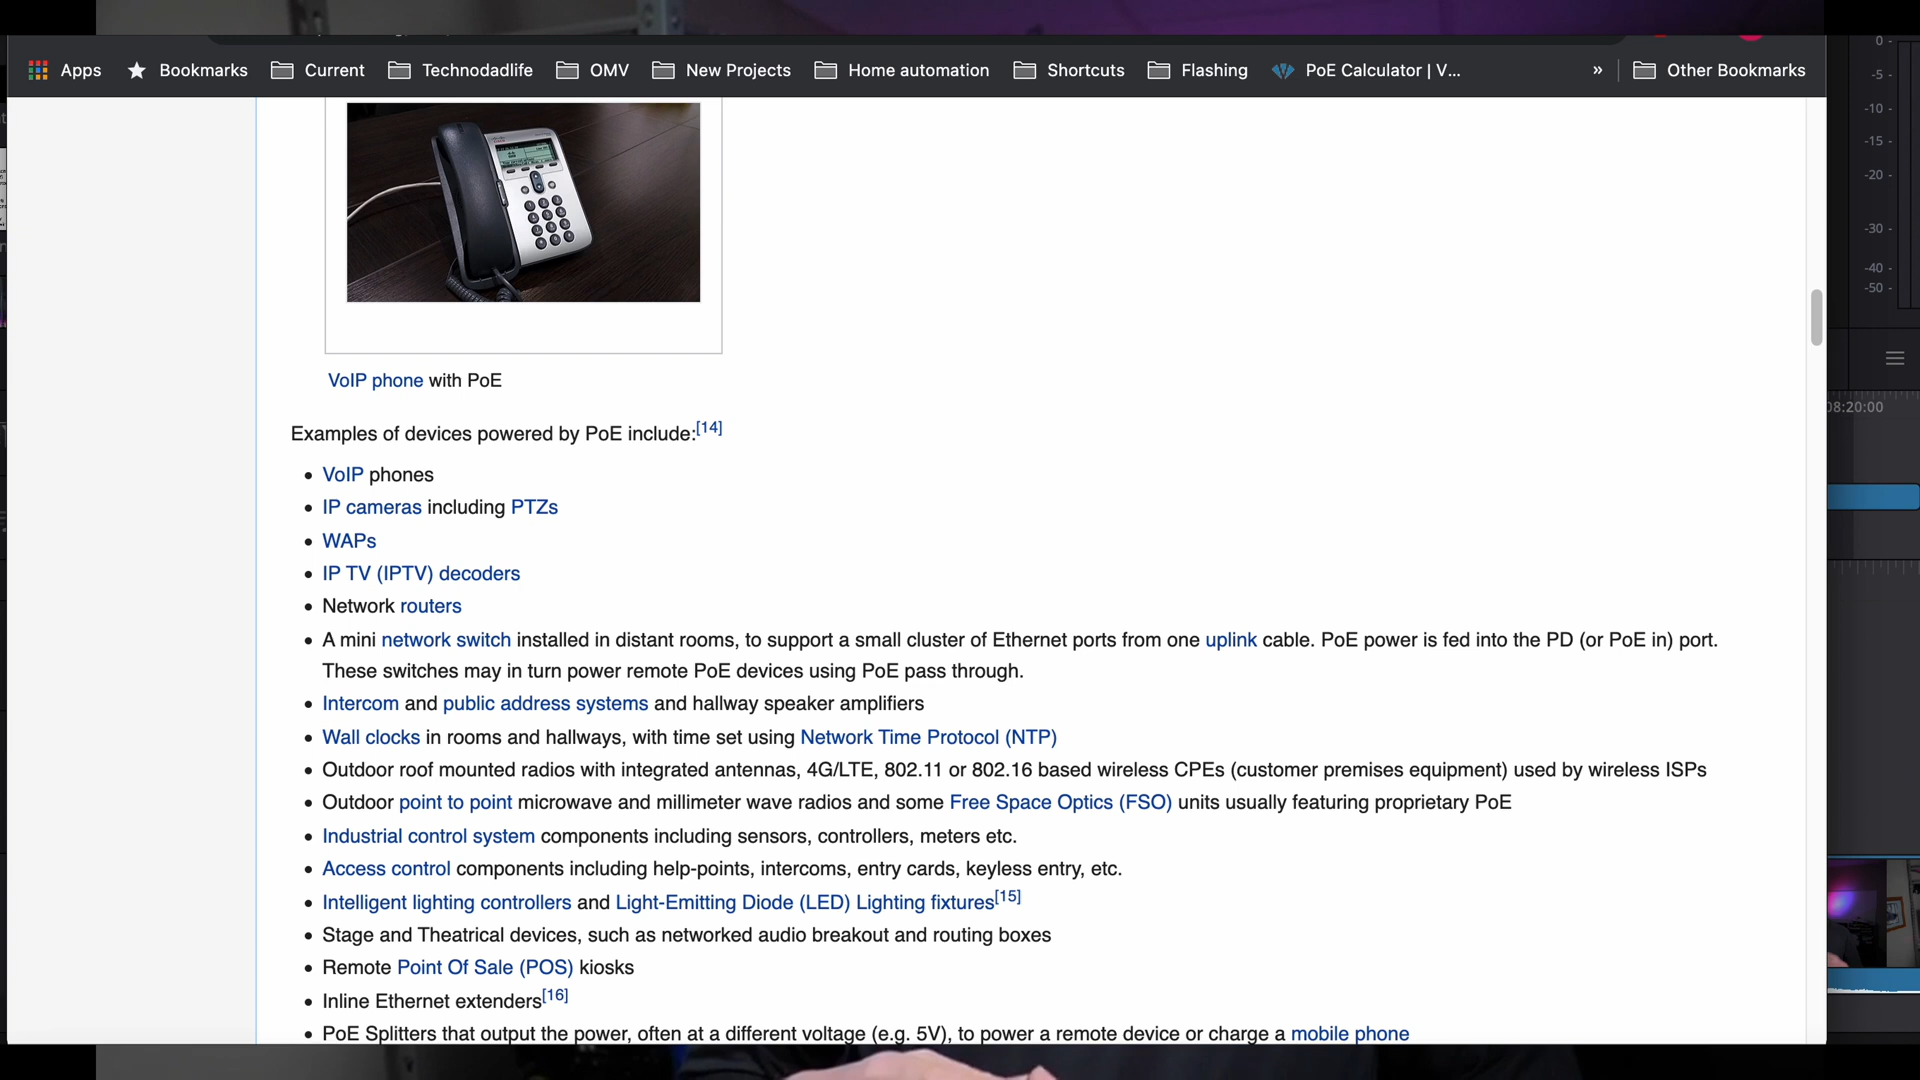 Apps Bookmarks Current Technodadlife OMV New Projects Home automation Shortcuts Flashing PoE Calculator | V... » Other Bookmarks
VoIP phone with PoE
Examples of devices powered by PoE include:[14]
• VoIP phones
• IP cameras including PTZs
• WAPs
• IP TV (IPTV) decoders
• Network routers
• A mini network switch installed in distant rooms, to support a small cluster of Ethernet ports from one uplink cable. PoE power is fed into the PD (or PoE in) port.
These switches may in turn power remote PoE devices using PoE pass through.
• Intercom and public address systems and hallway speaker amplifiers
• Wall clocks in rooms and hallways, with time set using Network Time Protocol (NTP)
• Outdoor roof mounted radios with integrated antennas, 4G/LTE, 802.11 or 802.16 based wireless CPEs (customer premises equipment) used by wireless ISPs
• Outdoor point to point microwave and millimeter wave radios and some Free Space Optics (FSO) units usually featuring proprietary PoE
• Industrial control system components including sensors, controllers, meters etc.
• Access control components including help-points, intercoms, entry cards, keyless entry, etc.
• Intelligent lighting controllers and Light-Emitting Diode (LED) Lighting fixtures[15]
• Stage and Theatrical devices, such as networked audio breakout and routing boxes
• Remote Point Of Sale (POS) kiosks
• Inline Ethernet extenders[16]
• PoE Splitters that output the power, often at a different voltage (e.g. 5V), to power a remote device or charge a mobile phone
0
-5
-10
-15
-20
-30
-40
-50
08:20:00